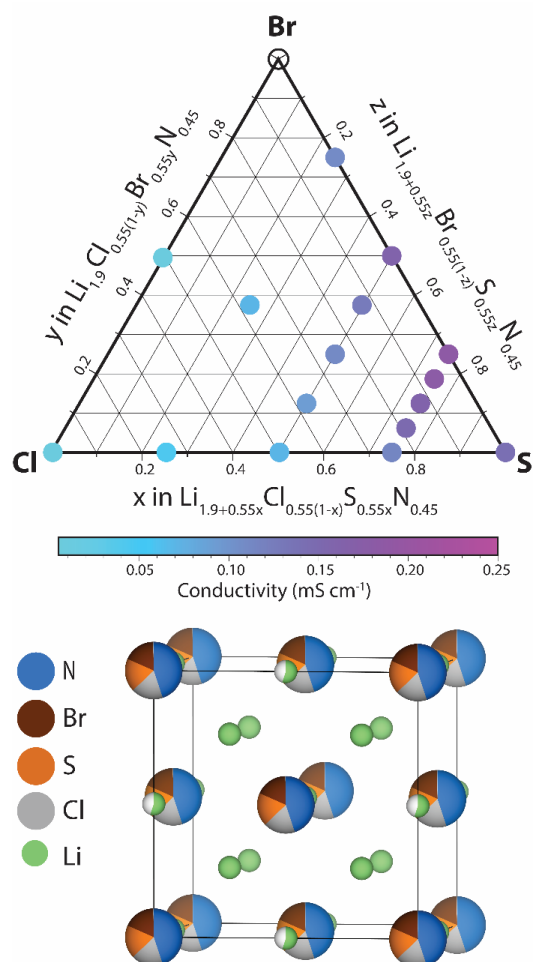 Br
y in Li1.9Cl0.55(1-y)Br0.55yN0.45
z in Li1.9+0.55zBr0.55(1-z)S0.55zN0.45
0.8
0.2
0.6
0.4
0.4
0.6
0.2
0.8
Cl
S
0.2 0.4 0.6 0.8
x in Li1.9+0.55xCl0.55(1-x)S0.55xN0.45
0.05 0.10 0.15 0.20 0.25
Conductivity (mS cm-1)
N
Br
S
Cl
Li